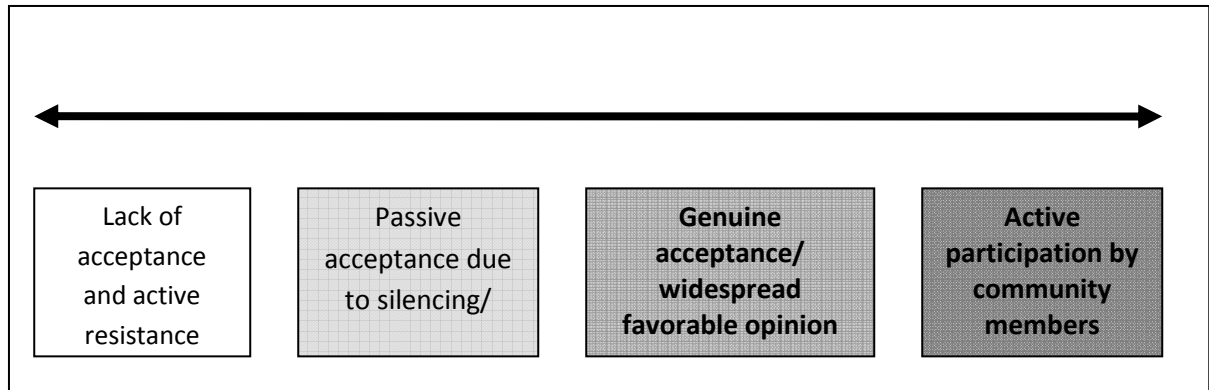 Lack of
acceptance
and active
resistance
Passive
acceptance due
to silencing/
Genuine
acceptance/
widespread
favorable opinion
Active
participation by
community
members